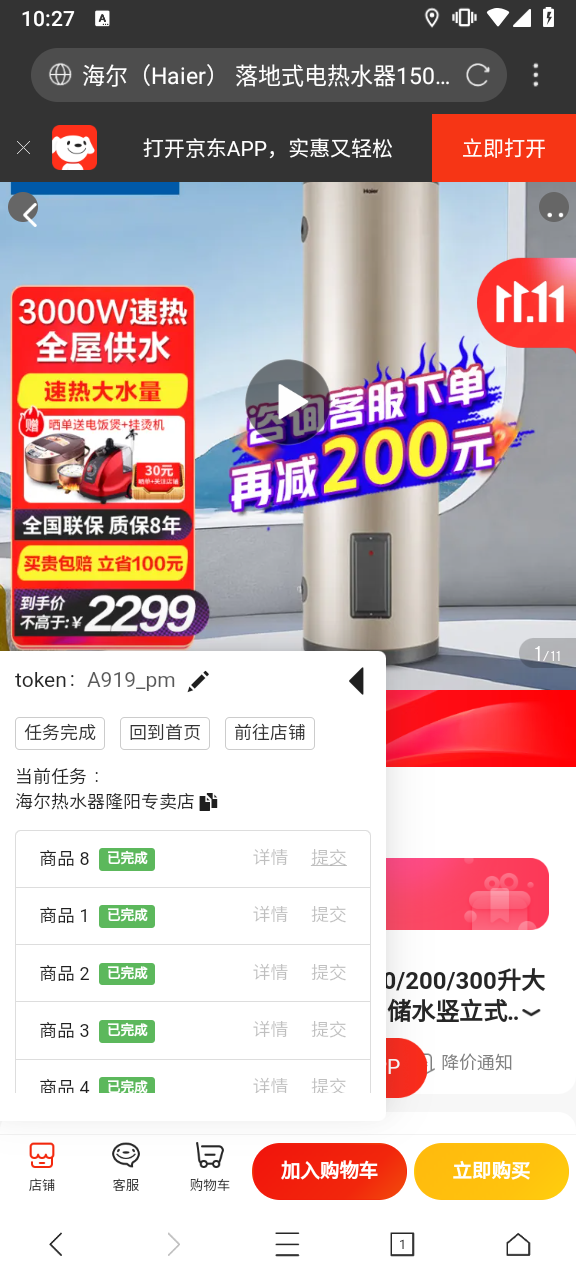 10:27
A
海尔（Haier） 落地式电热水器150...
打开京东APP，实惠又轻松
立即打开
Haier
11.11
3000W速热
全屋供水
速热大水量
赠
晒单送电饭煲+挂烫机
30元
晒单+关注店铺
全国联保 质保8年
买贵包赔 立省100元
到手价
不高于:¥2299
咨询客服下单
再减200元
1/11
token: A919_pm
任务完成
回到首页
前往店铺
当前任务：
海尔热水器隆阳专卖店
商品 8 已完成 详情 提交
商品 1 已完成 详情 提交
商品 2 已完成 详情 提交
商品 3 已完成 详情 提交
商品 4 已完成 详情 提交
0/200/300升大
储水竖立式..
P
降价通知
店铺
客服
购物车
加入购物车
立即购买
1